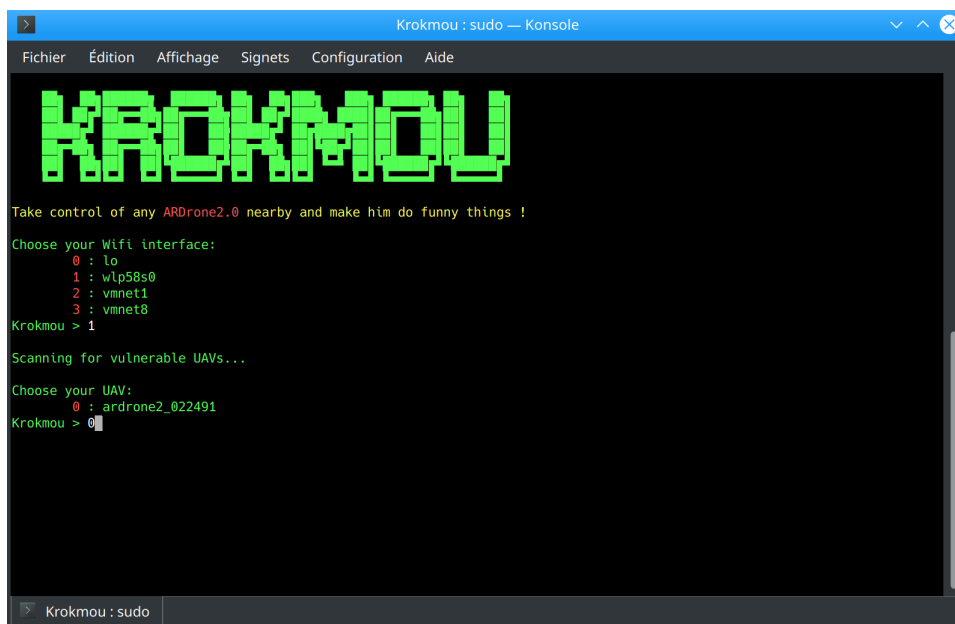 Krokmou : sudo — Konsole
Fichier Édition Affichage Signets Configuration Aide
KROKMOU
Take control of any ARDrone2.0 nearby and make him do funny things !
Choose your Wifi interface:
0 : lo
1 : wlp58s0
2 : vmnet1
3 : vmnet8
Krokmou > 1
Scanning for vulnerable UAVs...
Choose your UAV:
0 : ardrone2_022491
Krokmou > 0
Krokmou : sudo